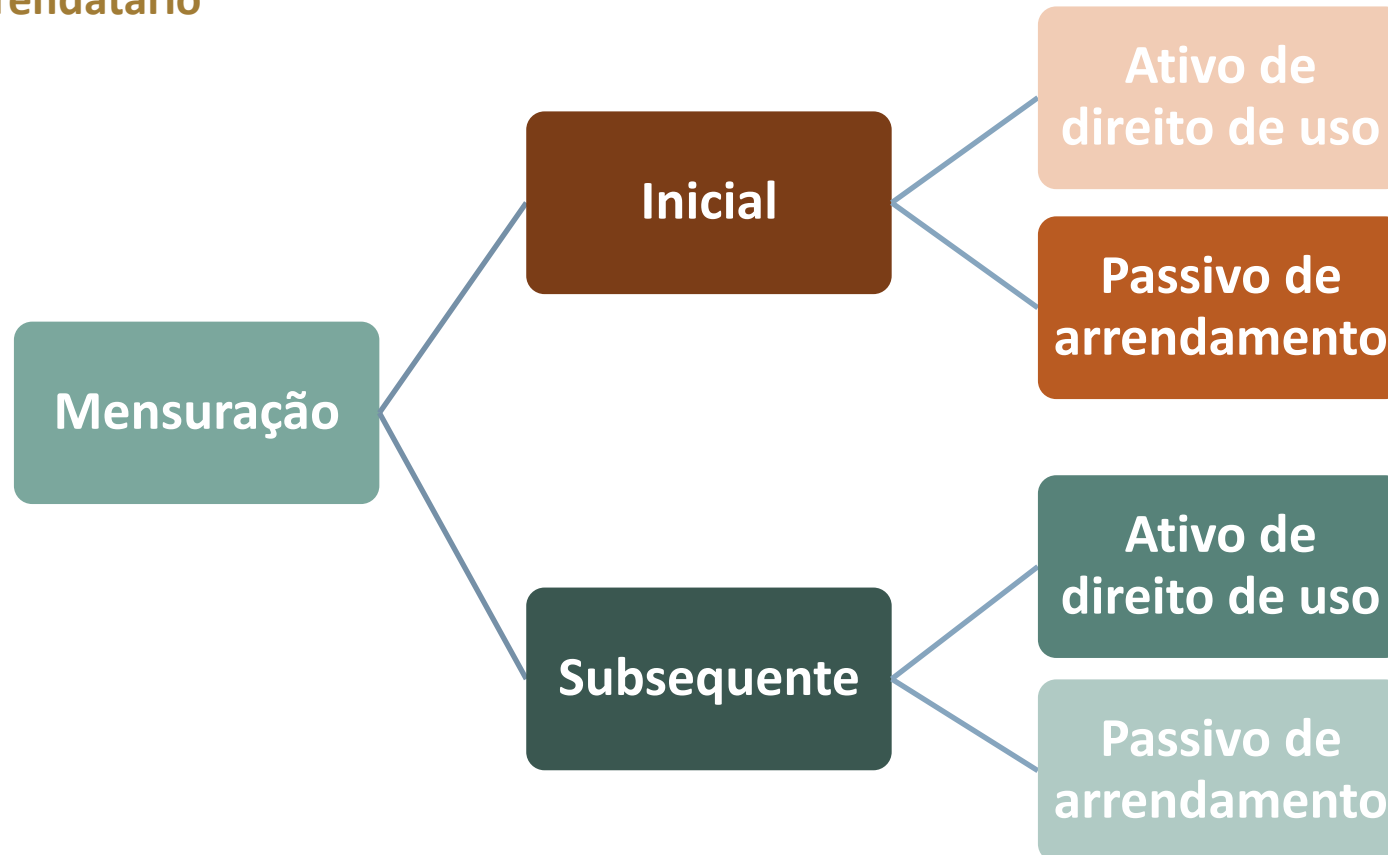 rendatário
Ativo de
direito de uso
Inicial
Passivo de
arrendamento
Mensuração
Ativo de
direito de uso
Subsequente
Passivo de
arrendamento